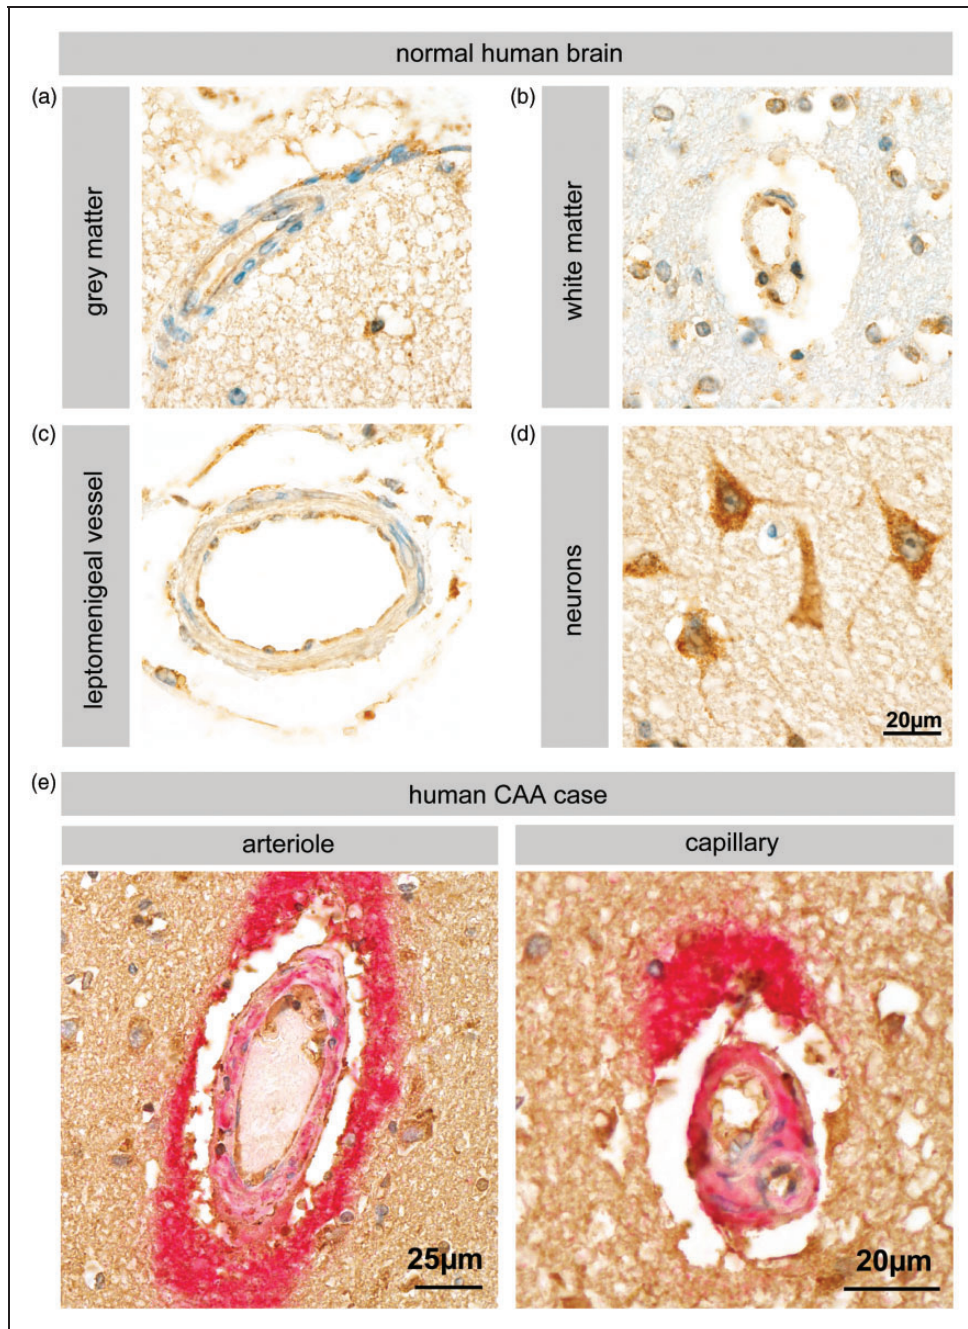 normal human brain
(a)
grey matter
(b)
white matter
(c)
leptomenigeal vessel
(d)
neurons
20µm
(e)
human CAA case
arteriole
capillary
25µm
20µm